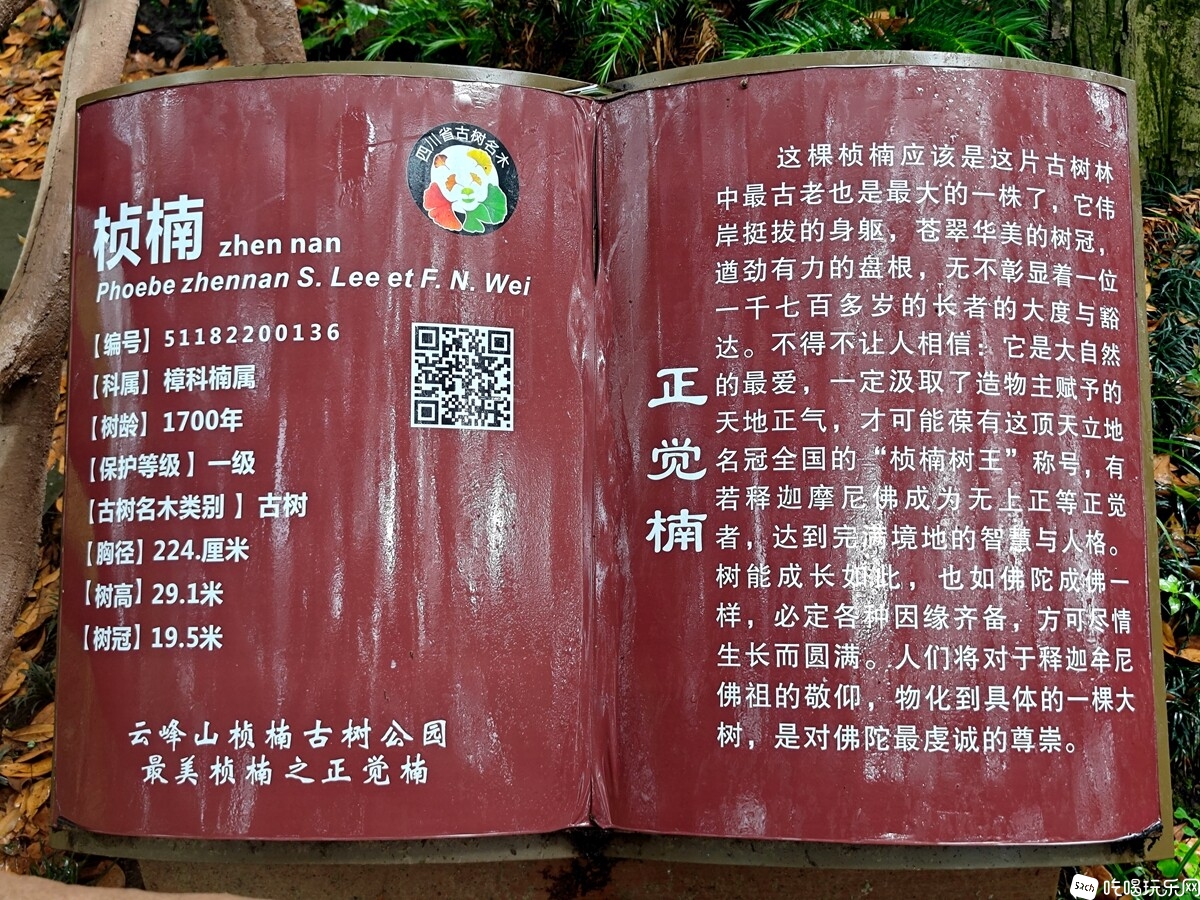 四川省古树名木
桢楠 zhen nan
Phoebe zhennan S. Lee et F. N. Wei
【编号】51182200136
【科属】樟科楠属
【树龄】1700年
【保护等级 】一级
【古树名木类别 】古树
【胸径】224.厘米
【树高】29.1米
【树冠】19.5米
云峰山桢楠古树公园
最美桢楠之正觉楠
正觉楠
这棵桢楠应该是这片古树林
中最古老也是最大的一株了，它伟
岸挺拔的身躯，苍翠华美的树冠，
遒劲有力的盘根，无不彰显着一位
一千七百多岁的长者的大度与豁
达。不得不让人相信：它是大自然
的最爱，一定汲取了造物主赋予的
天地正气，才可能葆有这顶天立地
名冠全国的“桢楠树王”称号，有
若释迦摩尼佛成为无上正等正觉
者，达到完满境地的智慧与人格。
树能成长如此，也如佛陀成佛一
样，必定各种因缘齐备，方可尽情
生长而圆满。人们将对于释迦牟尼
佛祖的敬仰，物化到具体的一棵大
树，是对佛陀最虔诚的尊崇。
52ch 吃喝玩乐网